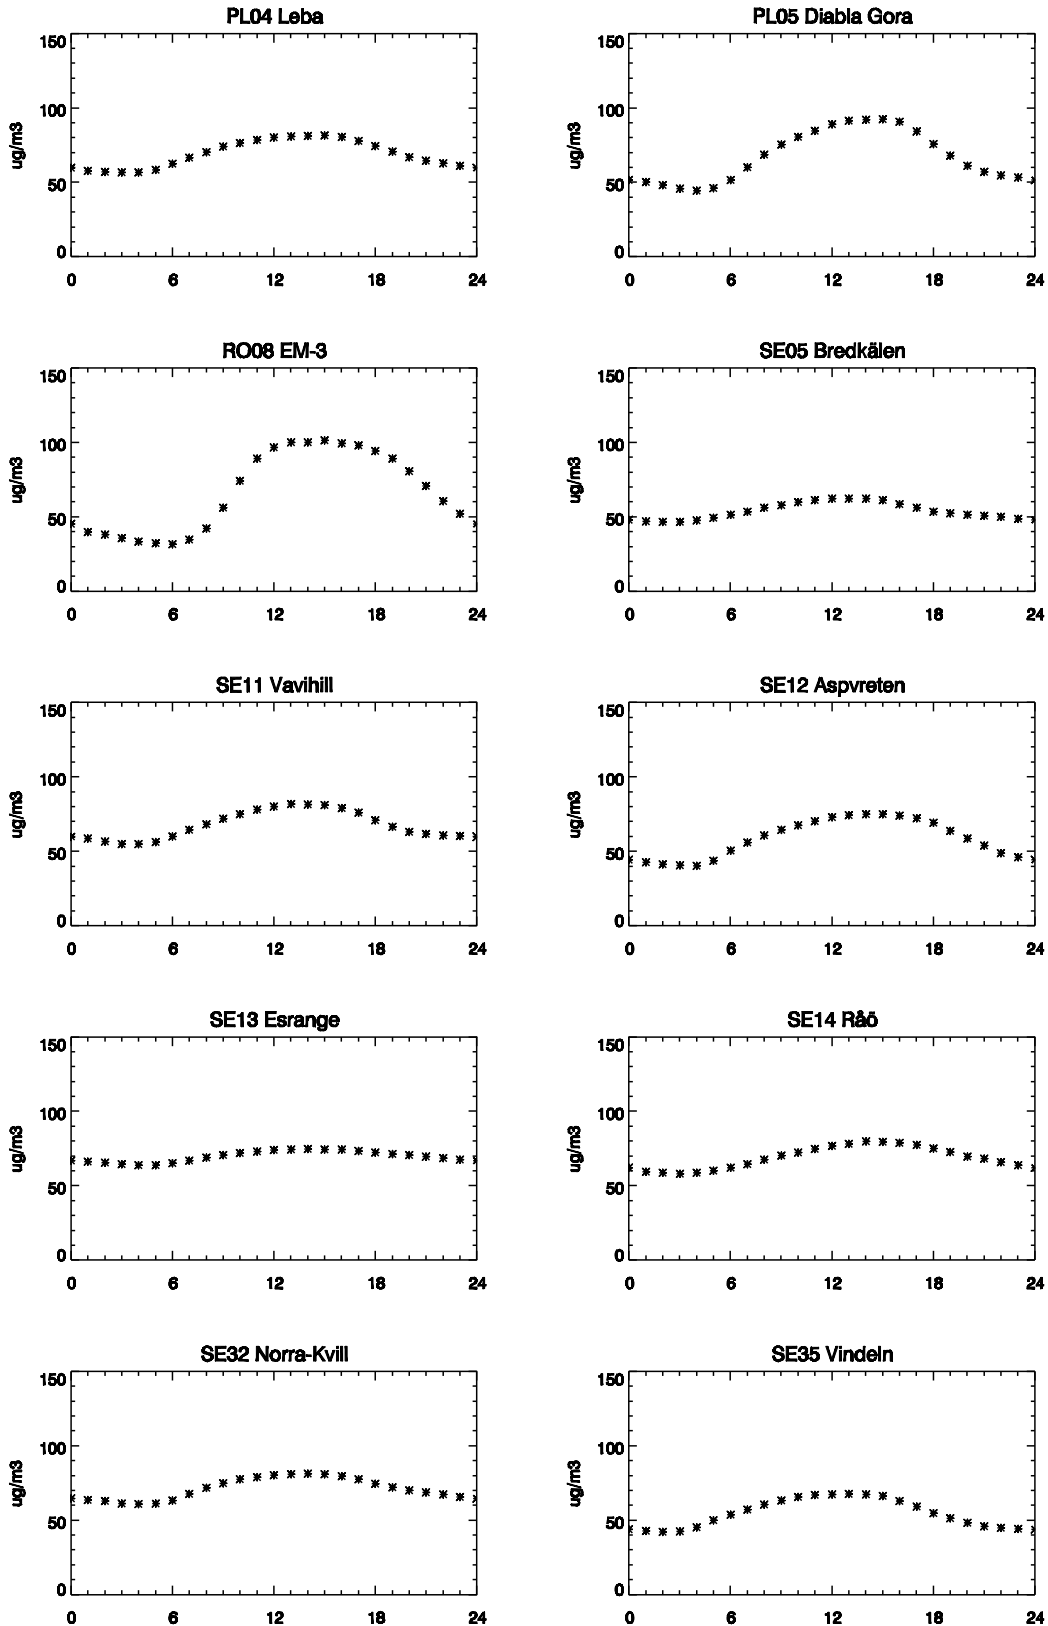 PL04 Leba
PL05 Diabla Gora
150
100
50
0
ug/m3
0 6 12 18 24
150
100
50
0
ug/m3
0 6 12 18 24
RO08 EM-3
SE05 Bredkälen
150
100
50
0
ug/m3
0 6 12 18 24
150
100
50
0
ug/m3
0 6 12 18 24
SE11 Vavihill
SE12 Aspvreten
150
100
50
0
ug/m3
0 6 12 18 24
150
100
50
0
ug/m3
0 6 12 18 24
SE13 Esrange
SE14 Råö
150
100
50
0
ug/m3
0 6 12 18 24
150
100
50
0
ug/m3
0 6 12 18 24
SE32 Norra-Kvill
SE35 Vindeln
150
100
50
0
ug/m3
0 6 12 18 24
150
100
50
0
ug/m3
0 6 12 18 24